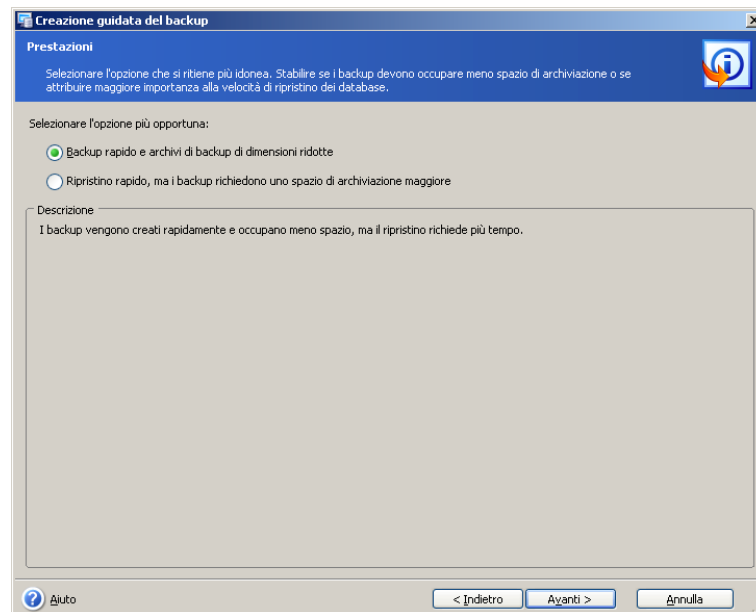 Creazione guidata del backup
Prestazioni
Selezionare l'opzione che si ritiene più idonea. Stabilire se i backup devono occupare meno spazio di archiviazione o se
attribuire maggiore importanza alla velocità di ripristino dei database.
Selezionare l'opzione più opportuna:
Backup rapido e archivi di backup di dimensioni ridotte
Ripristino rapido, ma i backup richiedono uno spazio di archiviazione maggiore
Descrizione
I backup vengono creati rapidamente e occupano meno spazio, ma il ripristino richiede più tempo.
Aiuto
< Indietro
Avanti >
Annulla